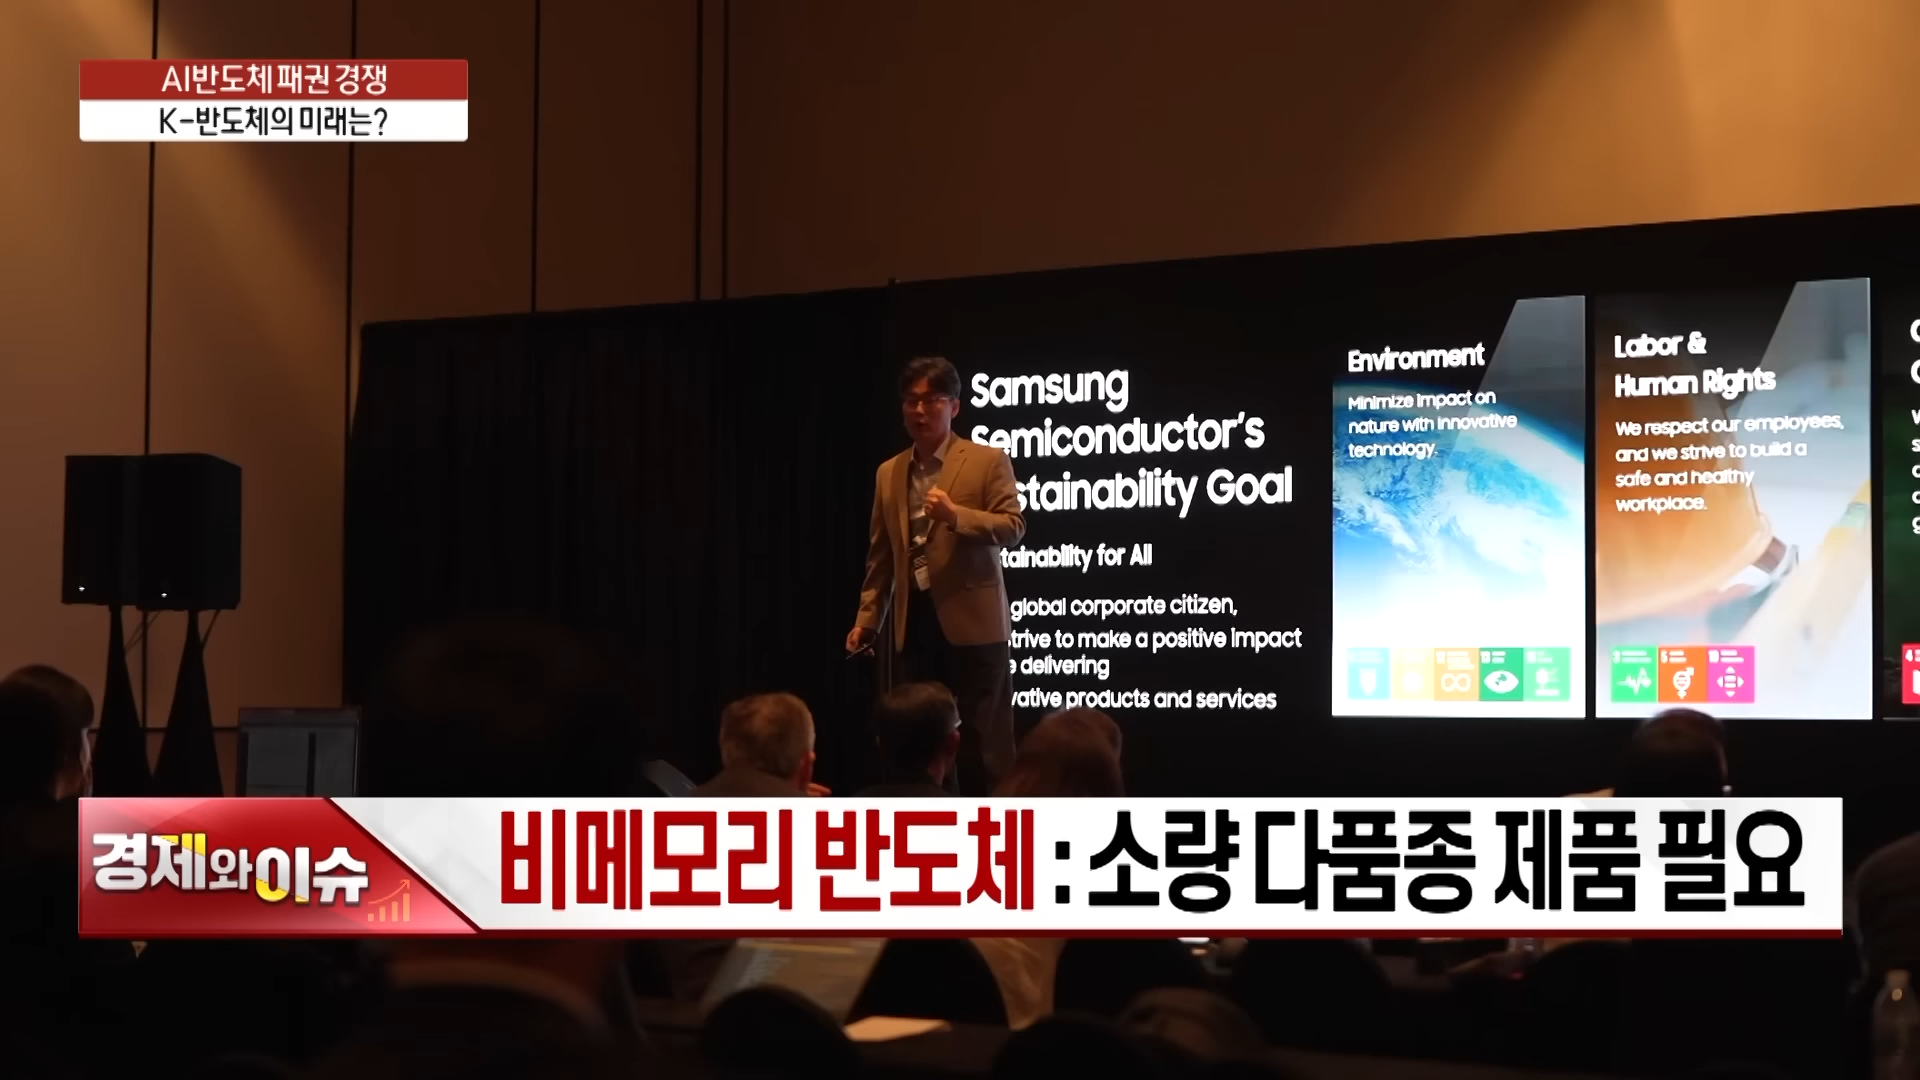 AI반도체 패권 경쟁
K-반도체의 미래는?
Samsung
Semiconductor's
stainability Goal
tainability for All
global corporate citizen,
trive to make a positive impact
e delivering
vative products and services
Environment
Minimize impact on
nature with innovative
technology.
Labor &
Human Rights
We respect our employees,
and we strive to build a
safe and healthy
workplace.
경제와이슈
비메모리 반도체 : 소량 다품종 제품 필요